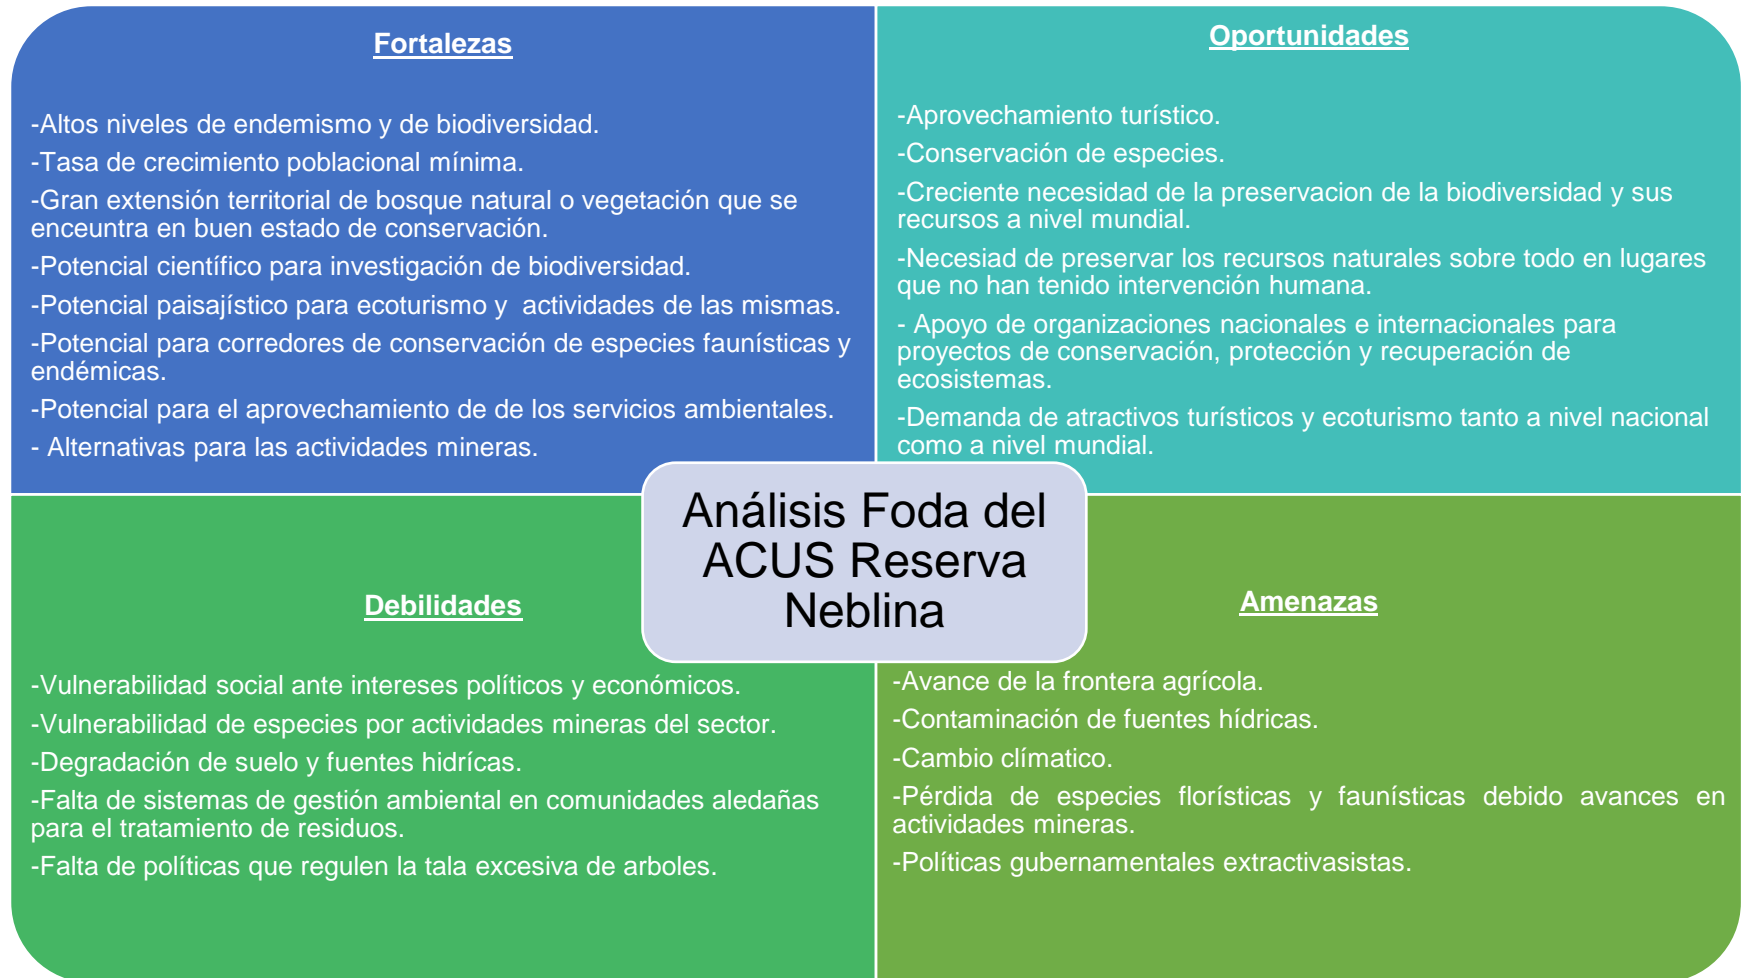 Fortalezas
-Altos niveles de endemismo y de biodiversidad.
-Tasa de crecimiento poblacional mínima.
-Gran extensión territorial de bosque natural o vegetación que se
enceuntra en buen estado de conservación.
-Potencial científico para investigación de biodiversidad.
-Potencial paisajístico para ecoturismo y actividades de las mismas.
-Potencial para corredores de conservación de especies faunísticas y
endémicas.
-Potencial para el aprovechamiento de de los servicios ambientales.
- Alternativas para las actividades mineras.
Oportunidades
-Aprovechamiento turístico.
-Conservación de especies.
-Creciente necesidad de la preservacion de la biodiversidad y sus
recursos a nivel mundial.
-Necesiad de preservar los recursos naturales sobre todo en lugares
que no han tenido intervención humana.
- Apoyo de organizaciones nacionales e internacionales para
proyectos de conservación, protección y recuperación de
ecosistemas.
-Demanda de atractivos turísticos y ecoturismo tanto a nivel nacional
como a nivel mundial.
Análisis Foda del
ACUS Reserva
Neblina
Debilidades
-Vulnerabilidad social ante intereses políticos y económicos.
-Vulnerabilidad de especies por actividades mineras del sector.
-Degradación de suelo y fuentes hidrícas.
-Falta de sistemas de gestión ambiental en comunidades aledañas
para el tratamiento de residuos.
-Falta de políticas que regulen la tala excesiva de arboles.
Amenazas
-Avance de la frontera agrícola.
-Contaminación de fuentes hídricas.
-Cambio clímatico.
-Pérdida de especies florísticas y faunísticas debido avances en
actividades mineras.
-Políticas gubernamentales extractivasistas.